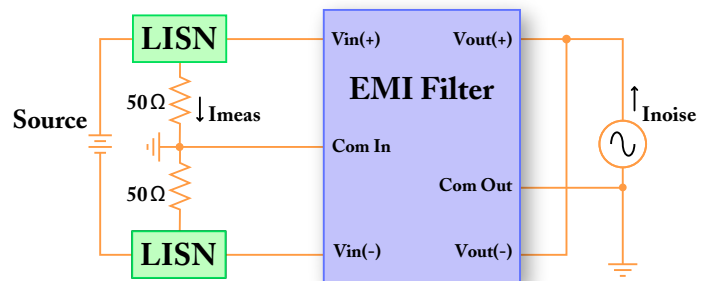 LISN
Vin(+)
Vout(+)
EMI Filter
50Ω
Imeas
Inoise
Source
Com In
50Ω
Com Out
LISN
Vin(-)
Vout(-)